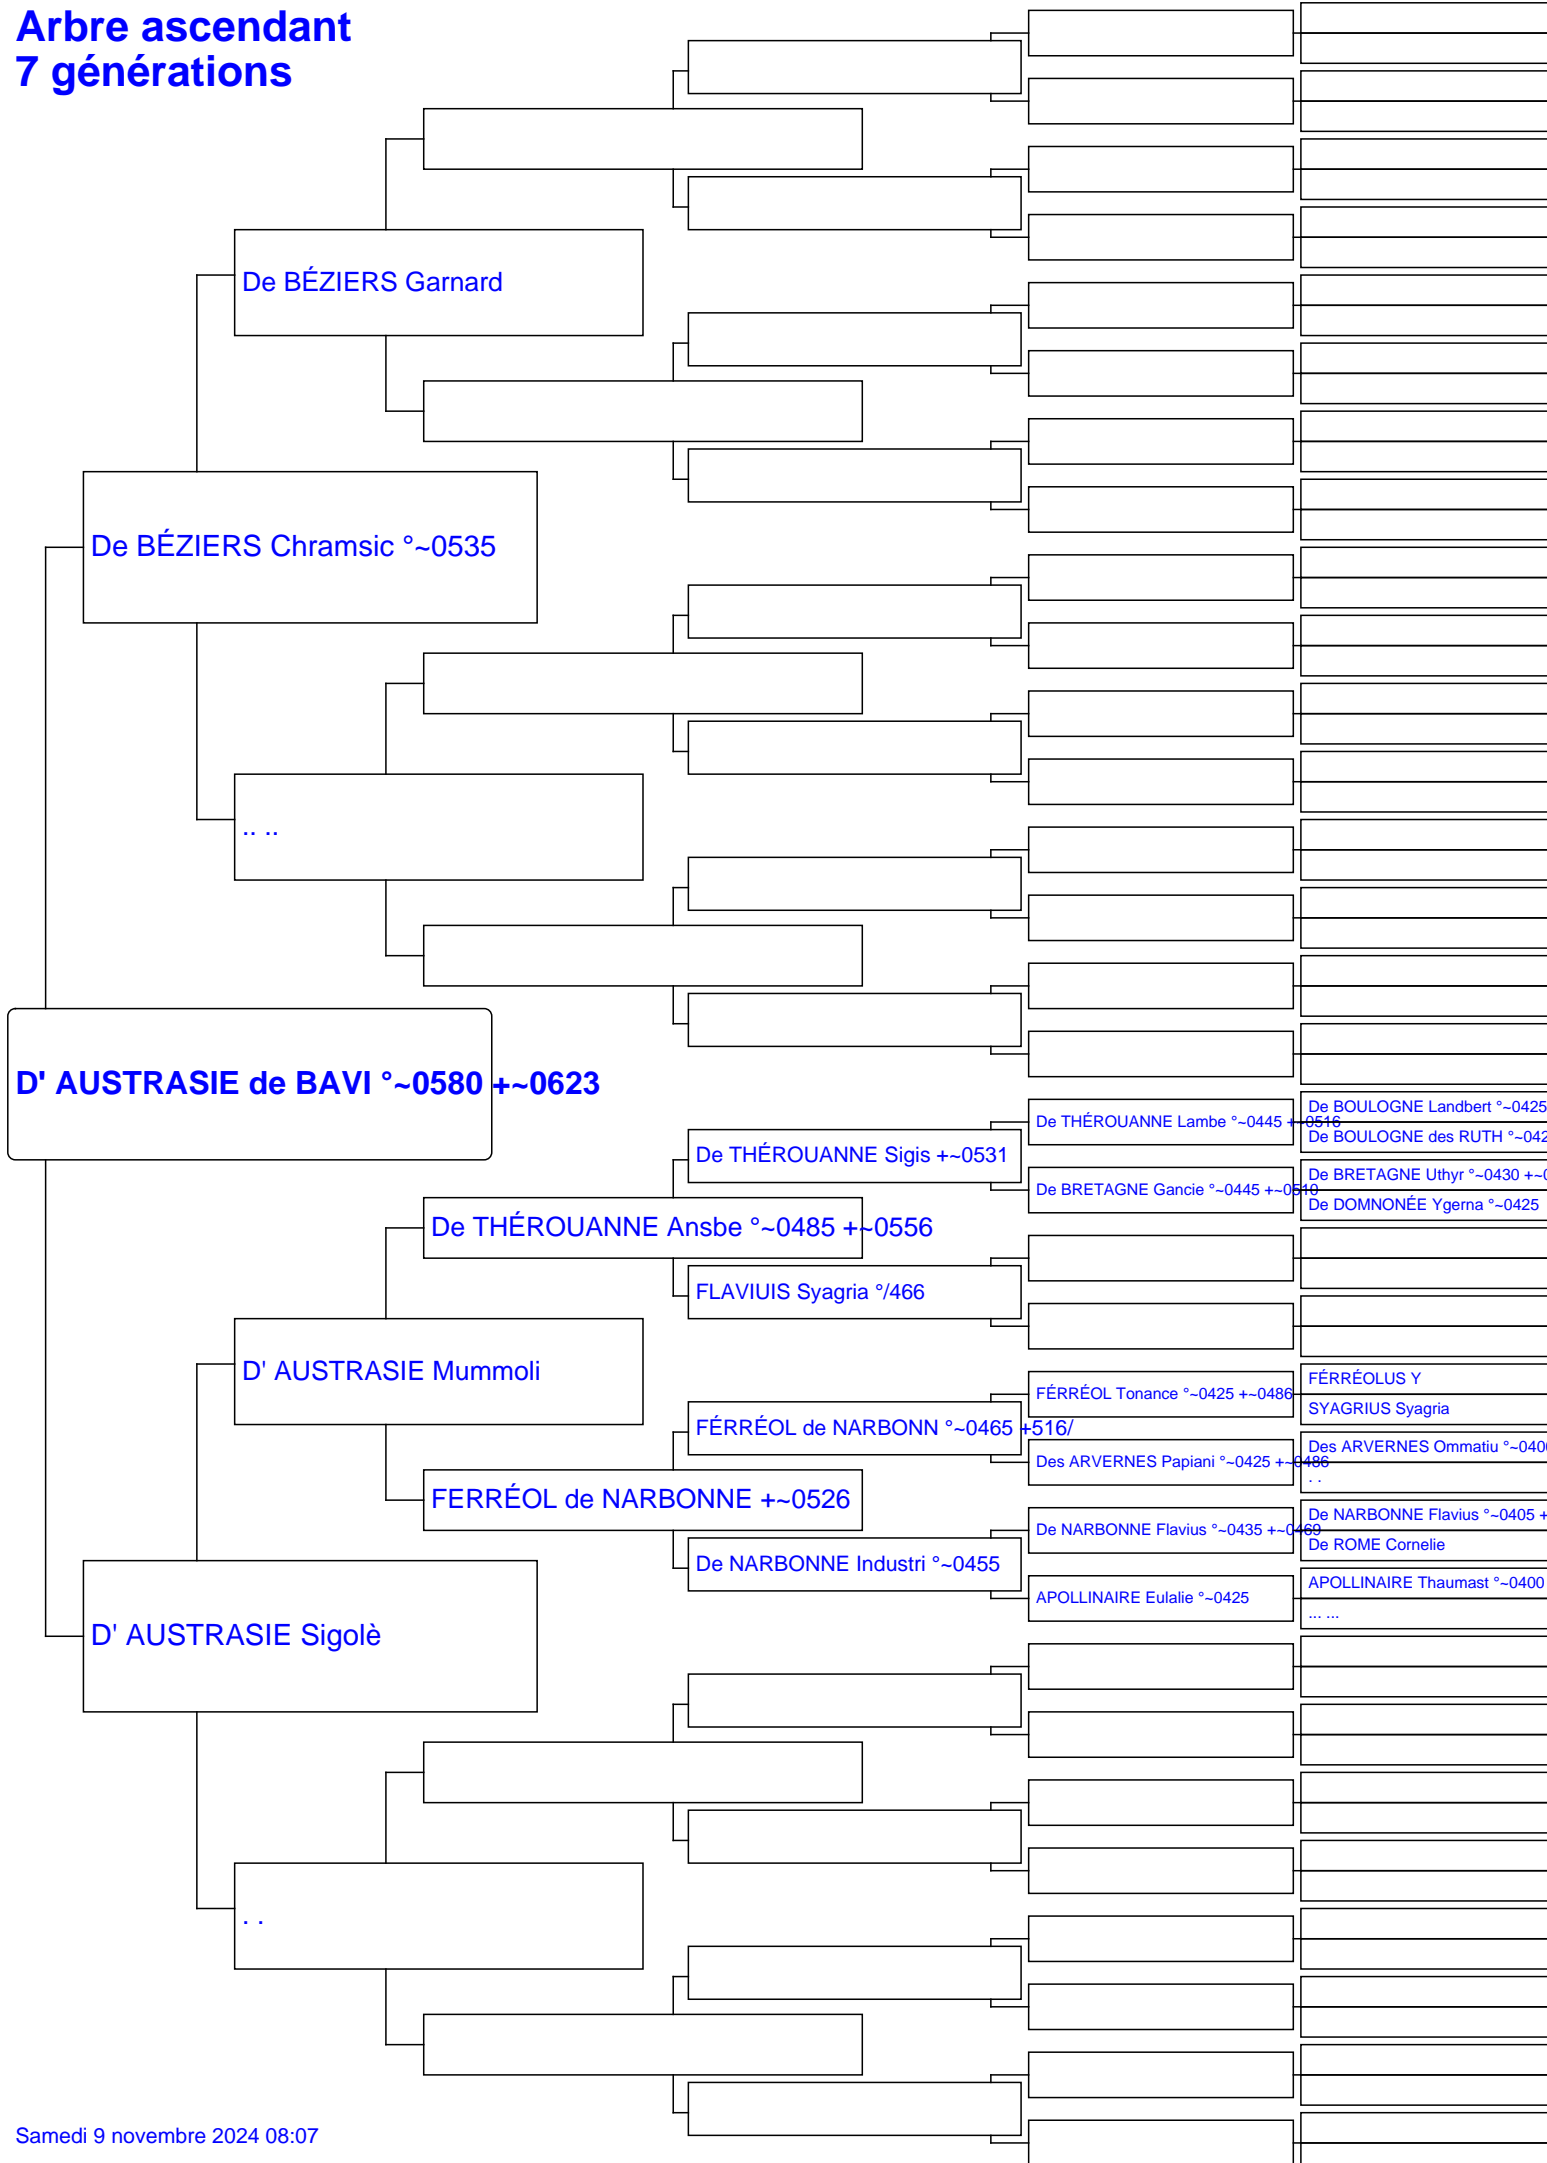 Arbre ascendant
7 générations
De BÉZIERS Garnard
De BÉZIERS Chramsic °~0535
.. ..
D' AUSTRASIE de BAVI °~0580 +~0623
De THÉROUANNE Lambe °~0445 +~0516
De BOULOGNE Landbert °~0425
De BOULOGNE des RUTH °~042
De THÉROUANNE Sigis +~0531
De BRETAGNE Gancie °~0445 +~0510
De BRETAGNE Uthyr °~0430 +~0
De DOMNONÉE Ygerna °~0425
De THÉROUANNE Ansbe °~0485 +~0556
FLAVIUIS Syagria °/466
D' AUSTRASIE Mummoli
FÉRRÉOL Tonance °~0425 +~0486
FÉRRÉOLUS Y
SYAGRIUS Syagria
FÉRRÉOL de NARBONN °~0465 +516/
Des ARVERNES Papiani °~0425 +~0486
Des ARVERNES Ommatiu °~0400
. .
FERRÉOL de NARBONNE +~0526
De NARBONNE Flavius °~0435 +~0469
De NARBONNE Flavius °~0405 +
De ROME Cornelie
De NARBONNE Industri °~0455
APOLLINAIRE Eulalie °~0425
APOLLINAIRE Thaumast °~0400
... ...
D' AUSTRASIE Sigolè
. .
Samedi 9 novembre 2024 08:07